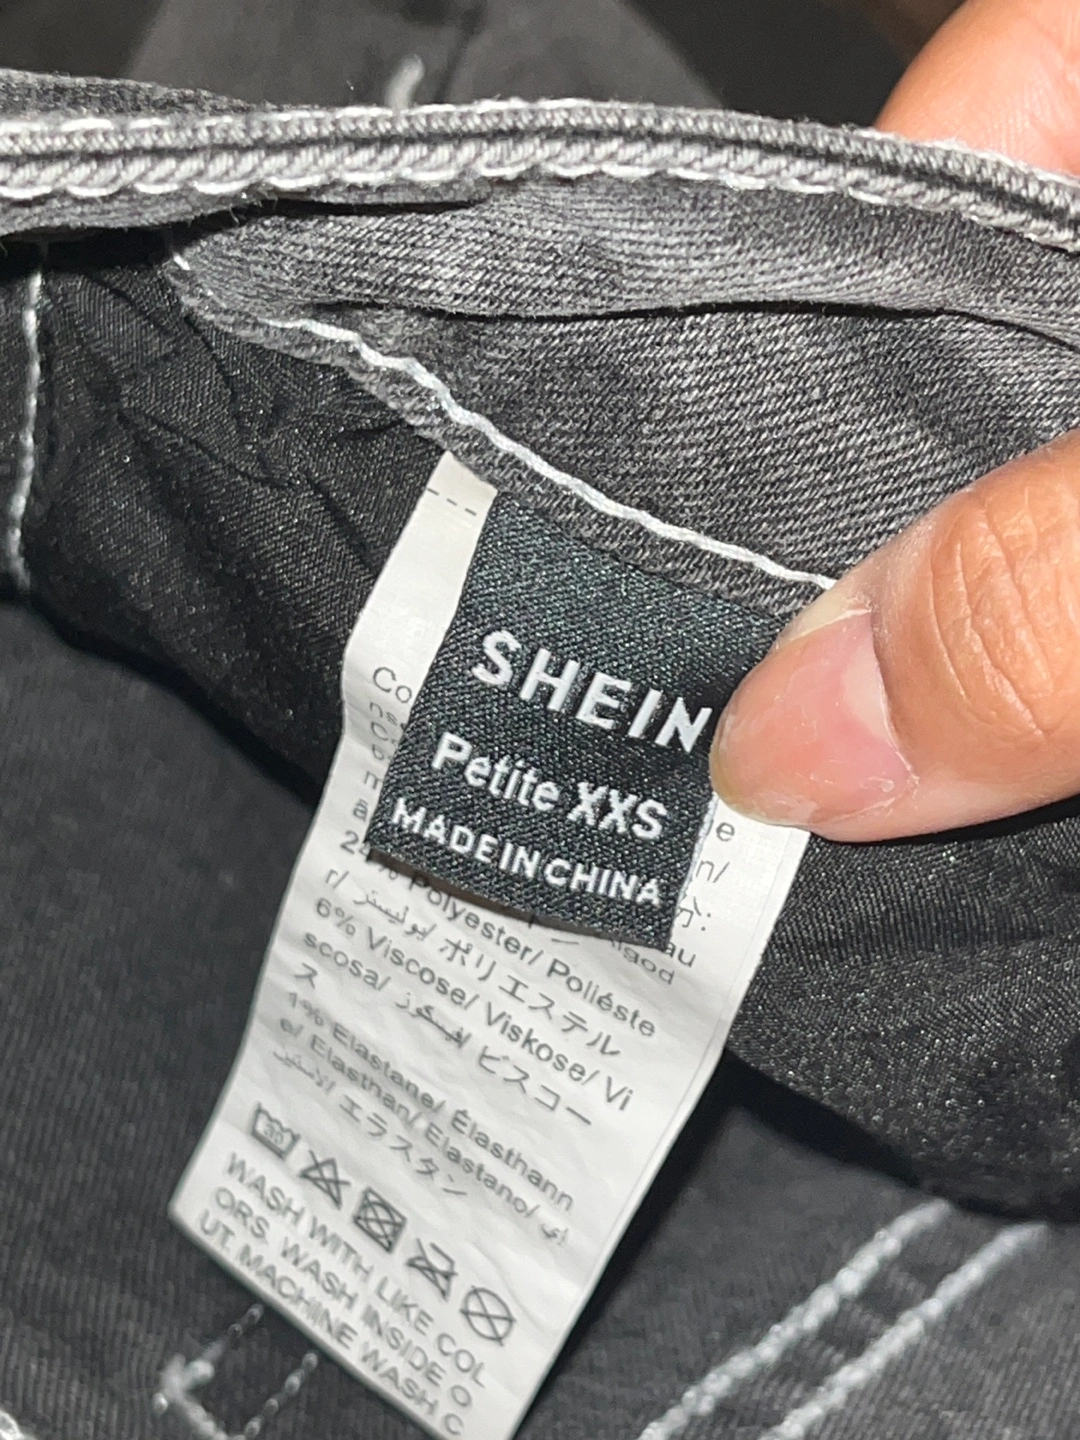 SHEIN
Petite XXS
MADE IN CHINA
Co
Polyester/ Poliéste
r/ بوليستر/ ポリエステル
6% Viscose/ Viskose/ Vi
scosa/ فيسكوز/ ビスコー
ス
1% Elastane/ Élasthann
e/ Elasthan/ Elastano/
エラスタン
WASH WITH LIKE COL
ORS. WASH INSIDE O
UT. MACHINE WASH C